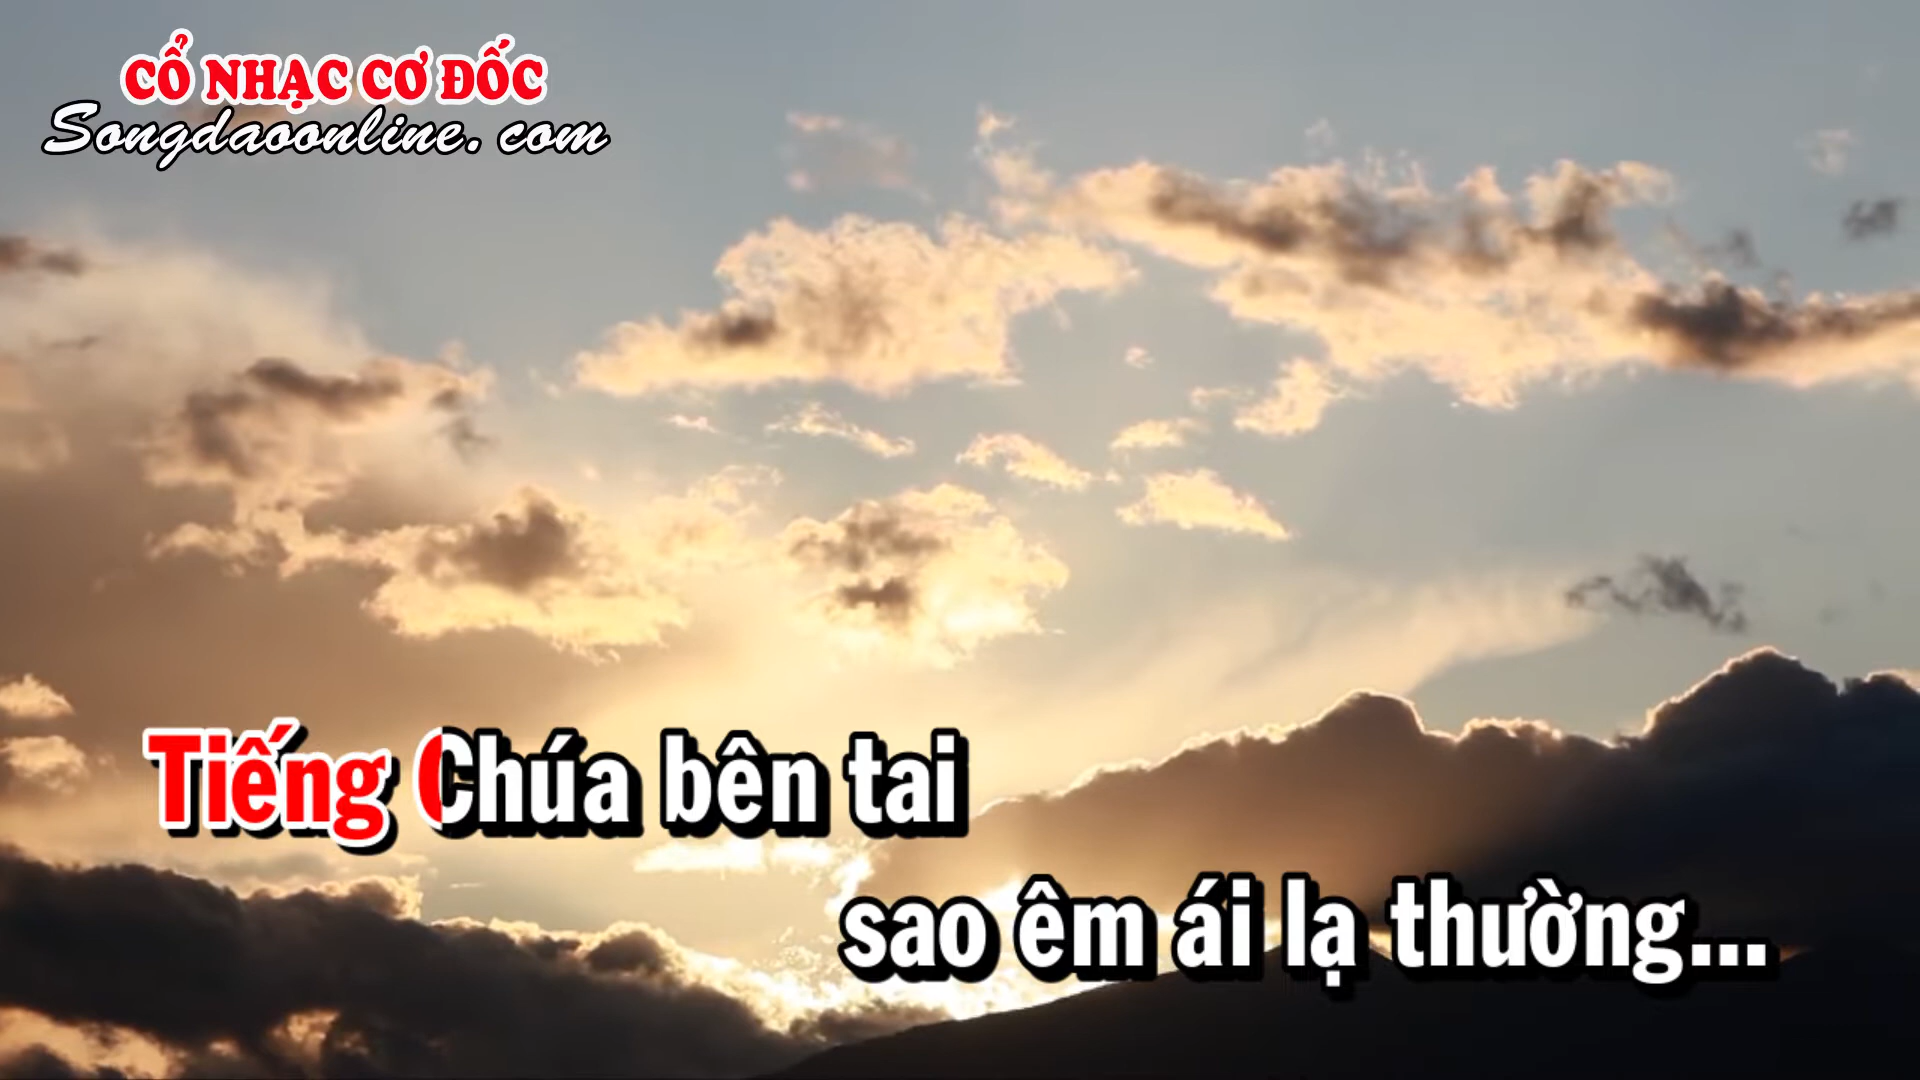 CỔ NHẠC CƠ ĐỐC
Songdaoonline.com
Tiếng Chúa bên tai
sao êm ái lạ thường...